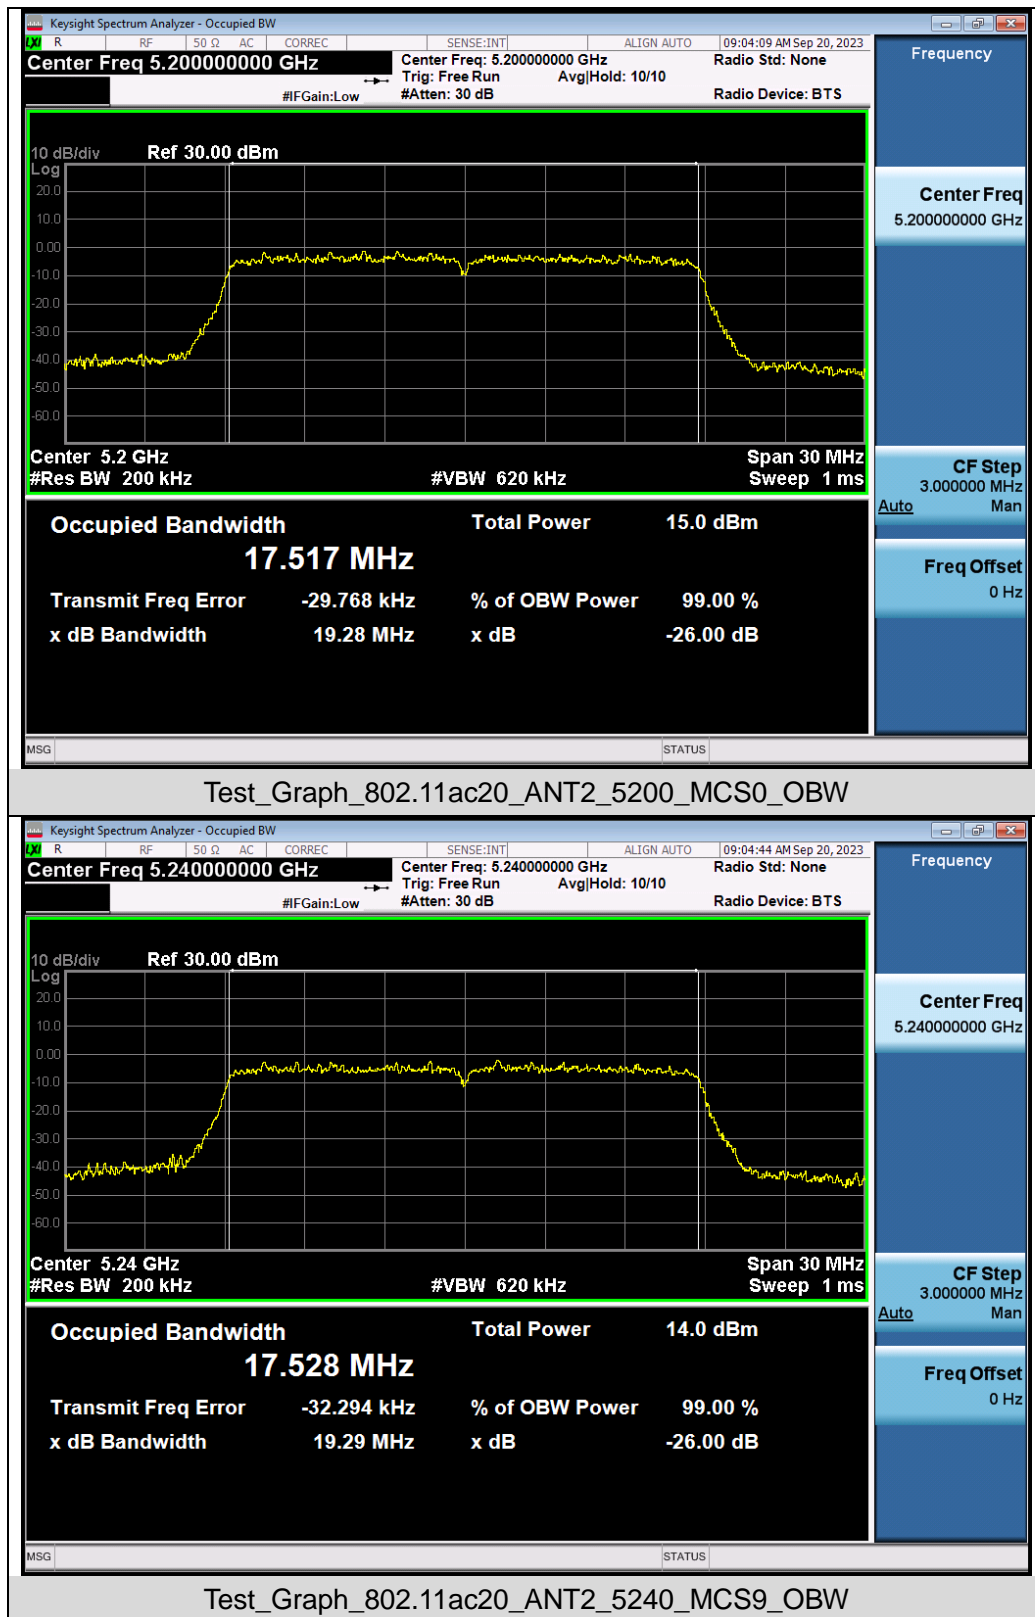 Keysight Spectrum Analyzer - Occupied BW
LXI R RF 50 Ω AC CORREC SENSE:INT ALIGN AUTO 09:04:09 AM Sep 20, 2023
Center Freq 5.200000000 GHz
Center Freq: 5.200000000 GHz Radio Std: None
Trig: Free Run Avg|Hold: 10/10
#IFGain:Low #Atten: 30 dB Radio Device: BTS
Frequency
10 dB/div Ref 30.00 dBm
Log
20.0
10.0
0.00
-10.0
-20.0
-30.0
-40.0
-50.0
-60.0
Center 5.2 GHz Span 30 MHz
#Res BW 200 kHz #VBW 620 kHz Sweep 1 ms
Center Freq
5.200000000 GHz
CF Step
3.000000 MHz
Auto Man
Freq Offset
0 Hz
Occupied Bandwidth Total Power 15.0 dBm
17.517 MHz
Transmit Freq Error -29.768 kHz % of OBW Power 99.00 %
x dB Bandwidth 19.28 MHz x dB -26.00 dB
MSG STATUS
Test_Graph_802.11ac20_ANT2_5200_MCS0_OBW
Keysight Spectrum Analyzer - Occupied BW
LXI R RF 50 Ω AC CORREC SENSE:INT ALIGN AUTO 09:04:44 AM Sep 20, 2023
Center Freq 5.240000000 GHz
Center Freq: 5.240000000 GHz Radio Std: None
Trig: Free Run Avg|Hold: 10/10
#IFGain:Low #Atten: 30 dB Radio Device: BTS
Frequency
10 dB/div Ref 30.00 dBm
Log
20.0
10.0
0.00
-10.0
-20.0
-30.0
-40.0
-50.0
-60.0
Center 5.24 GHz Span 30 MHz
#Res BW 200 kHz #VBW 620 kHz Sweep 1 ms
Center Freq
5.240000000 GHz
CF Step
3.000000 MHz
Auto Man
Freq Offset
0 Hz
Occupied Bandwidth Total Power 14.0 dBm
17.528 MHz
Transmit Freq Error -32.294 kHz % of OBW Power 99.00 %
x dB Bandwidth 19.29 MHz x dB -26.00 dB
MSG STATUS
Test_Graph_802.11ac20_ANT2_5240_MCS9_OBW